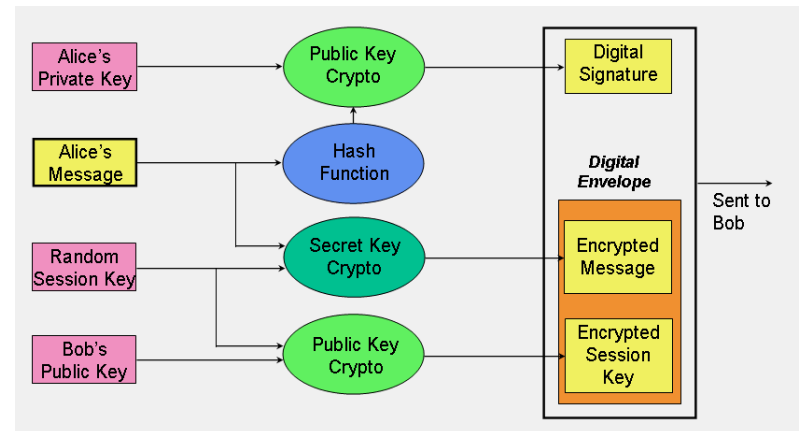 Alice's
Private Key
Public Key
Crypto
Digital
Signature
Alice's
Message
Hash
Function
Digital
Envelope
Sent to
Bob
Random
Session Key
Secret Key
Crypto
Encrypted
Message
Bob's
Public Key
Public Key
Crypto
Encrypted
Session
Key